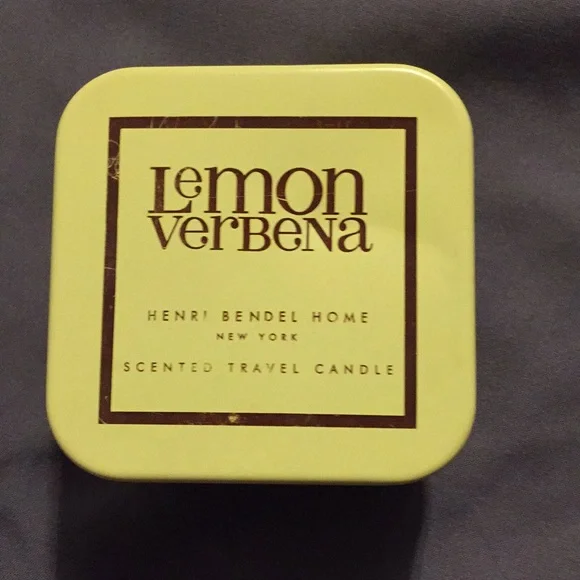 Lemon
VerBeNa
HENRI BENDEL HOME
NEW YORK
SCENTED TRAVEL CANDLE